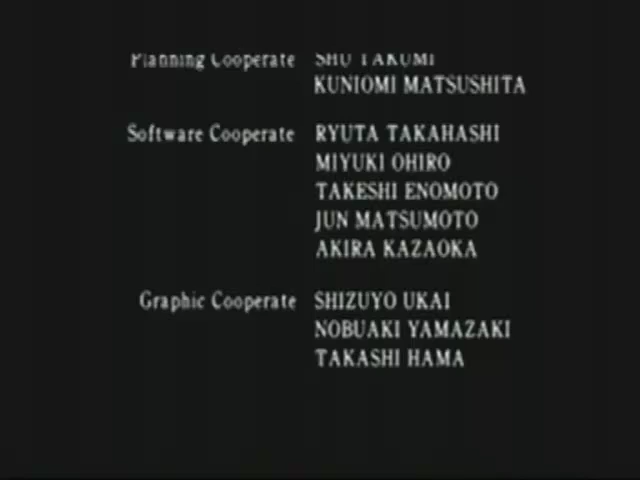 Planning Cooperate SHU TAKUMI
KUNIOMI MATSUSHITA
Software Cooperate RYUTA TAKAHASHI
MIYUKI OHIRO
TAKESHI ENOMOTO
JUN MATSUMOTO
AKIRA KAZAOKA
Graphic Cooperate SHIZUYO UKAI
NOBUAKI YAMAZAKI
TAKASHI HAMA